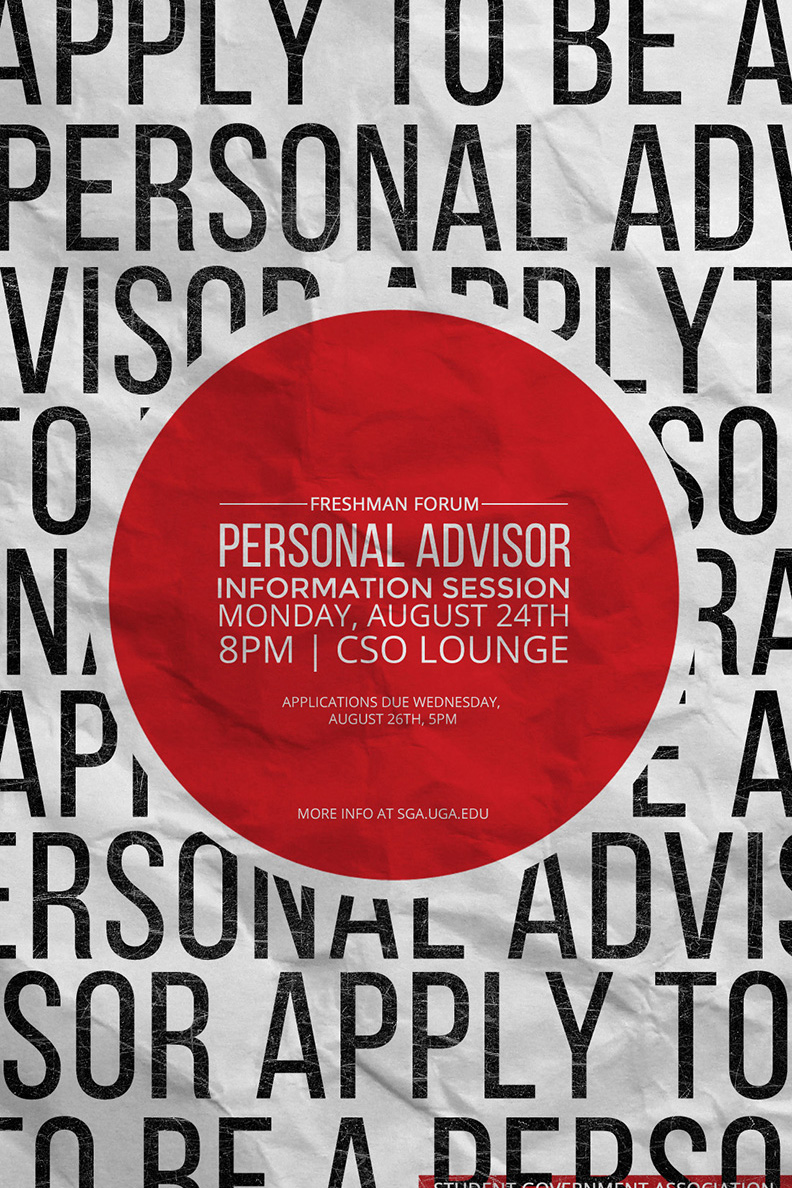 APPLY TO BE A
PERSONAL ADV
VISOR APPLYT
TO
SO
N
RA
AP
E A
ERSONAL ADVIS
SOR APPLY TO
TO BE A PERSO
FRESHMAN FORUM
PERSONAL ADVISOR
INFORMATION SESSION
MONDAY, AUGUST 24TH
8PM | CSO LOUNGE
APPLICATIONS DUE WEDNESDAY,
AUGUST 26TH, 5PM
MORE INFO AT SGA.UGA.EDU
STUDENT GOVERNMENT ASSOCIATION